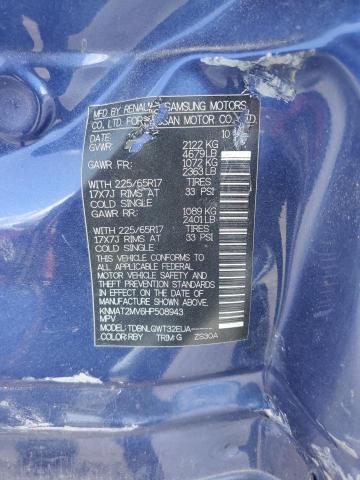 MFD BY RENAU SAMSUNG MOTORS
CO., LTD. FOR SAN MOTOR CO., LTD
DATE: 10
GVWR: 2122 KG
4679 LB
GAWR FR: 1072 KG
2363 LB
WITH 225/65R17 TIRES
17X7J RIMS AT 33 PSI
COLD SINGLE
GAWR RR: 1089 KG
2401 LB
WITH 225/65R17 TIRES
17X7J RIMS AT 33 PSI
COLD SINGLE
THIS VEHICLE CONFORMS TO ALL
APPLICABLE FEDERAL MOTOR
VEHICLE SAFETY AND THEFT
PREVENTION STANDARDS IN EFFECT
ON THE DATE OF
MANUFACTURE SHOWN ABOVE.
KNMAT2MV6HP508943
MPV
MODEL: TDBNLGWT32EUA
COLOR:RBY TRIM:G ZS30A